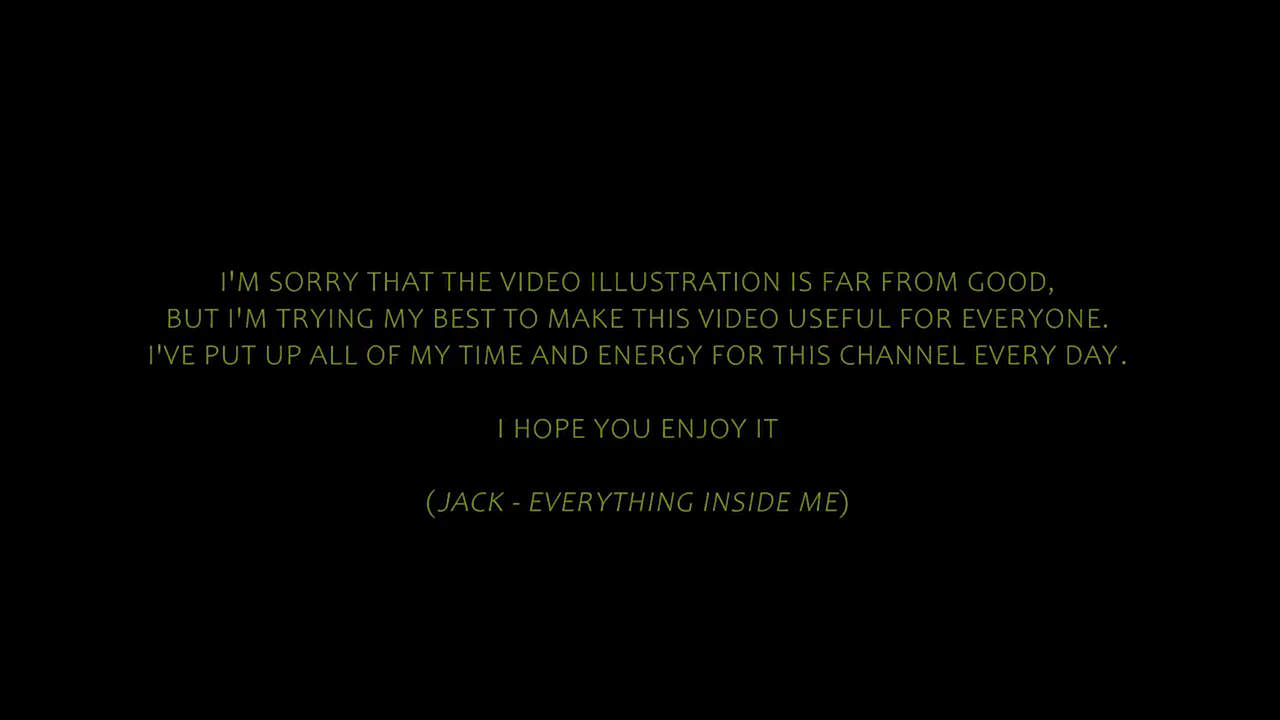 I'M SORRY THAT THE VIDEO ILLUSTRATION IS FAR FROM GOOD,
BUT I'M TRYING MY BEST TO MAKE THIS VIDEO USEFUL FOR EVERYONE.
I'VE PUT UP ALL OF MY TIME AND ENERGY FOR THIS CHANNEL EVERY DAY.
I HOPE YOU ENJOY IT
(JACK - EVERYTHING INSIDE ME)